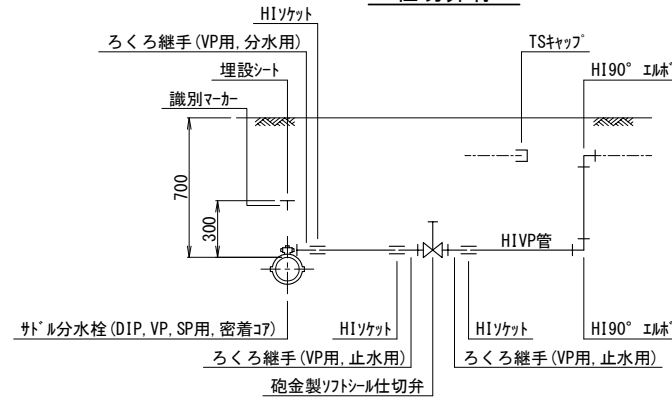 HIソケット
ろくろ継手(VP用,分水用)
TSキャップ
埋設シート
HI90° エルボ
識別マーカー
700
300
HIVP管
サドル分水栓(DIP,VP,SP用,密着コア)
HIソケット
HIソケット
HI90° エルボ
ろくろ継手(VP用,止水用)
ろくろ継手(VP用,止水用)
砲金製ソフトシール仕切弁